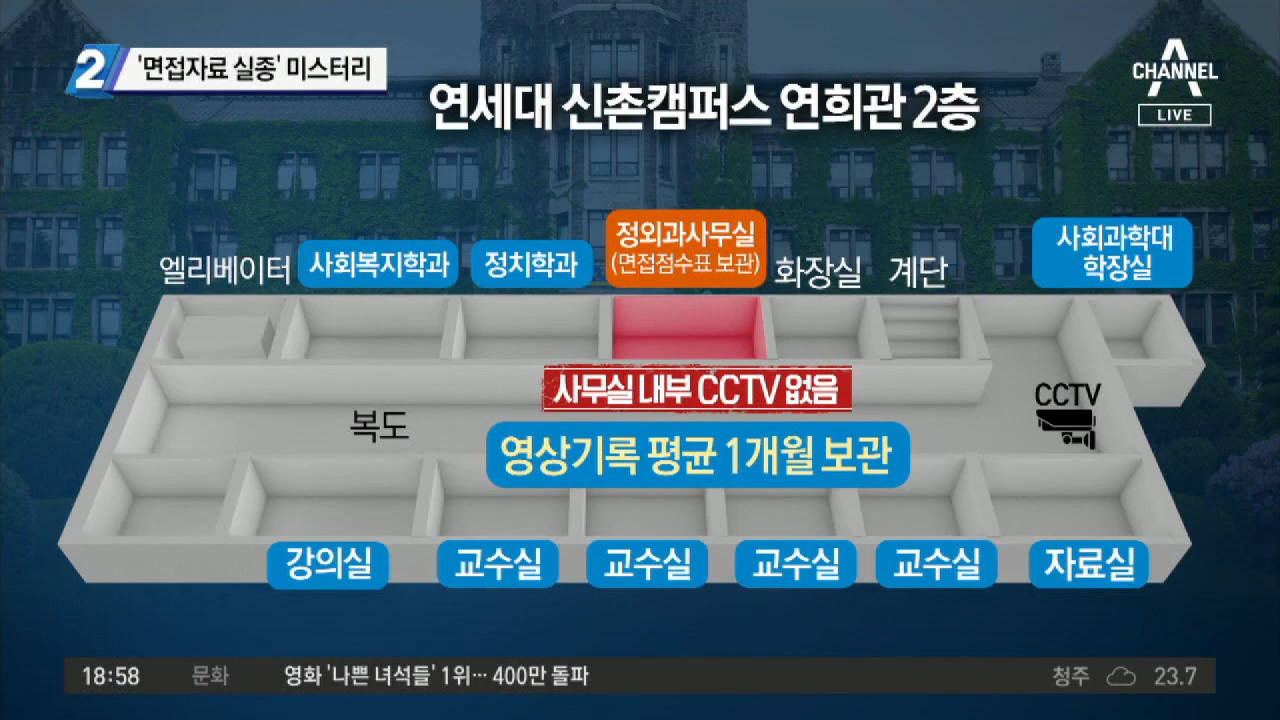 2 '면접자료 실종' 미스터리
CHANNEL A
LIVE
연세대 신촌캠퍼스 연희관 2층
엘리베이터
사회복지학과
정치학과
정외과사무실
(면접점수표 보관)
화장실
계단
사회과학대
학장실
사무실 내부 CCTV 없음
CCTV
복도
영상기록 평균 1개월 보관
강의실
교수실
교수실
교수실
교수실
자료실
18:58 문화 영화 '나쁜 녀석들' 1위… 400만 돌파 청주 23.7